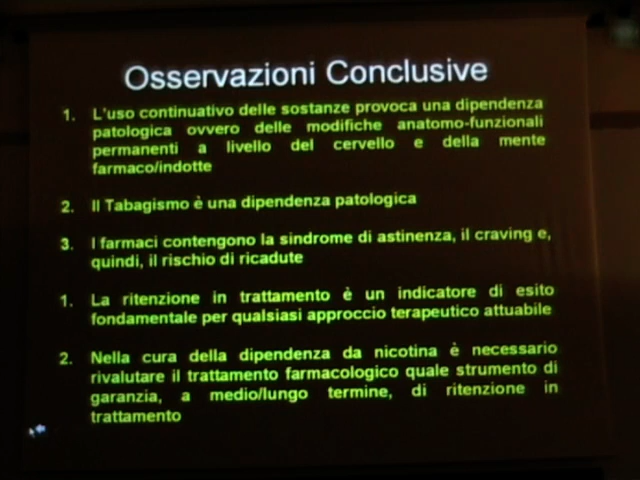 Osservazioni Conclusive
1. L'uso continuativo delle sostanze provoca una dipendenza
patologica ovvero delle modifiche anatomo-funzionali
permanenti a livello del cervello e della mente
farmaco/indotte
2. Il Tabagismo è una dipendenza patologica
3. I farmaci contengono la sindrome di astinenza, il craving e,
quindi, il rischio di ricadute
1. La ritenzione in trattamento è un indicatore di esito
fondamentale per qualsiasi approccio terapeutico attuabile
2. Nella cura della dipendenza da nicotina è necessario
rivalutare il trattamento farmacologico quale strumento di
garanzia, a medio/lungo termine, di ritenzione in
trattamento